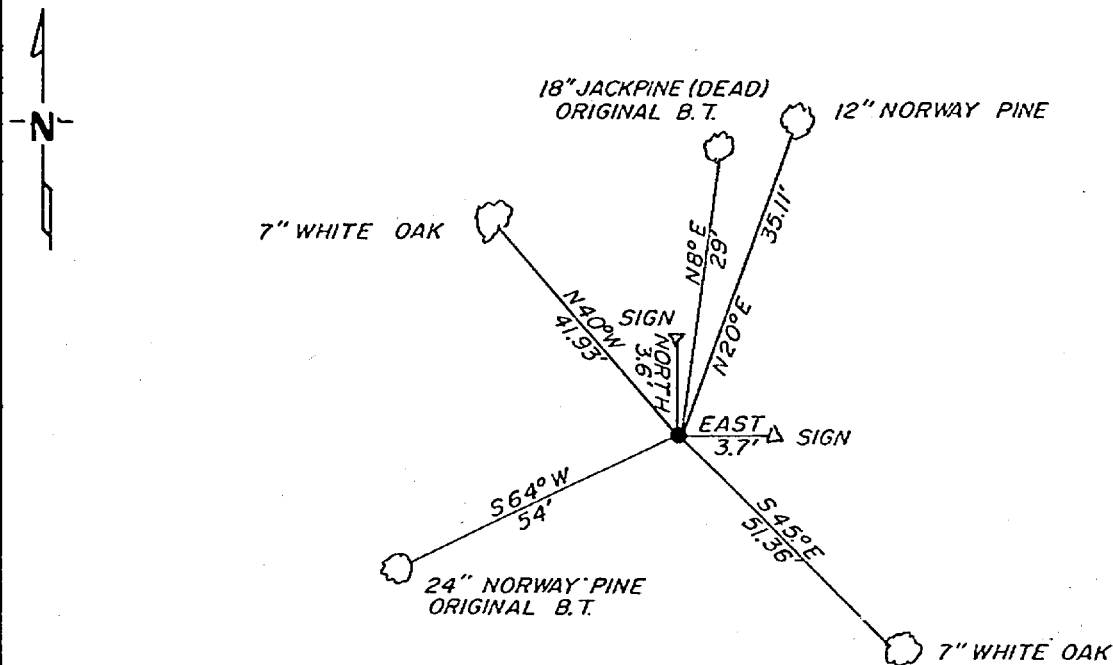 N
18" JACKPINE (DEAD)
ORIGINAL B.T.
12" NORWAY PINE
7" WHITE OAK
N8°E
29'
35.11'
N20°E
N40°W
41.93'
SIGN
NORTH
3.6'
EAST
3.7'
SIGN
S64°W
54'
S45°E
51.36'
24" NORWAY PINE
ORIGINAL B.T.
7" WHITE OAK